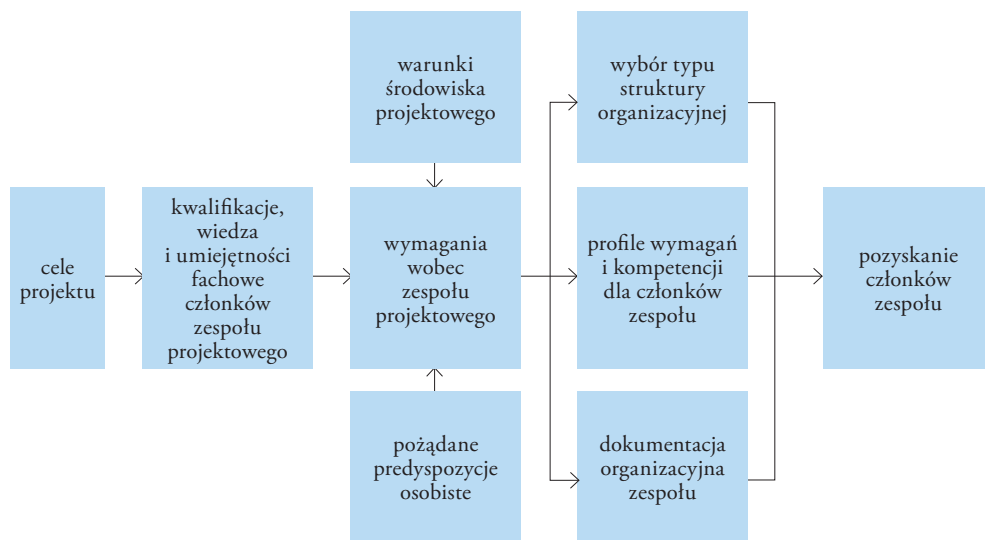 cele
projektu
kwalifikacje,
wiedza
i umiejętności
fachowe
członków
zespołu
projektowego
warunki
środowiska
projektowego
wymagania
wobec
zespołu
projektowego
pożądane
predyspozycje
osobiste
wybór typu
struktury
organizacyjnej
profile wymagań
i kompetencji
dla członków
zespołu
dokumentacja
organizacyjna
zespołu
pozyskanie
członków
zespołu